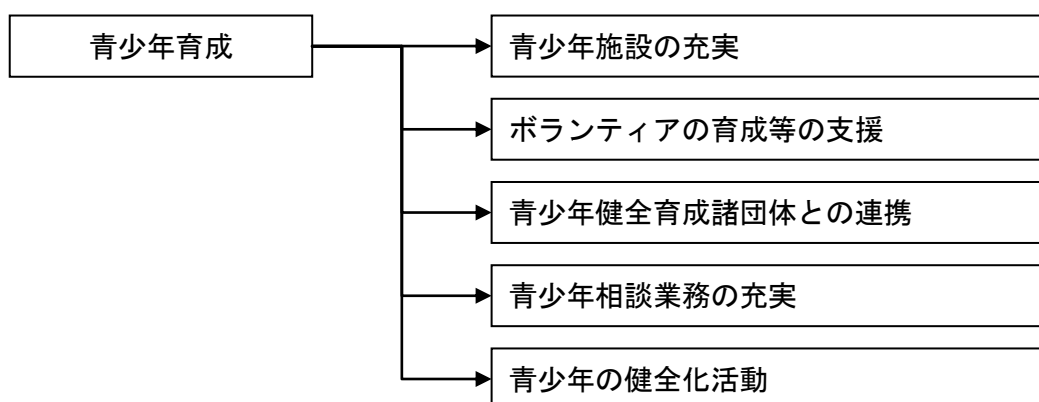 青少年育成
青少年施設の充実
ボランティアの育成等の支援
青少年健全育成諸団体との連携
青少年相談業務の充実
青少年の健全化活動